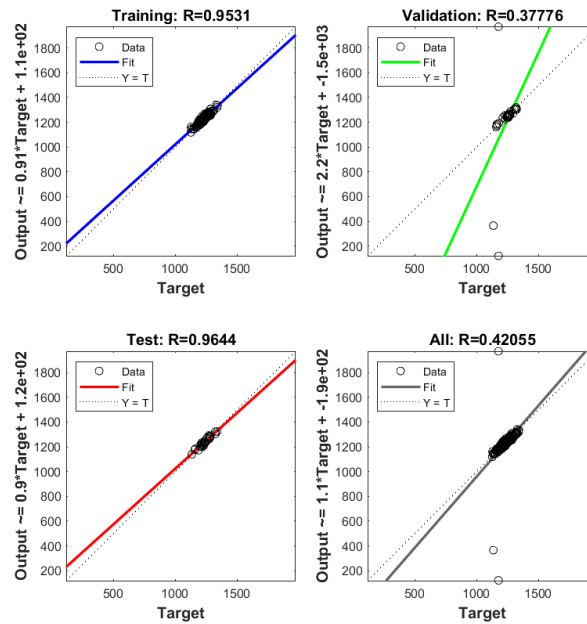 Training: R=0.9531
Output ~= 0.91*Target + 1.1e+02
1800
1600
1400
1200
1000
800
600
400
200
Data
Fit
Y = T
500
1000
1500
Target
Validation: R=0.37776
Output ~= 2.2*Target + -1.5e+03
1800
1600
1400
1200
1000
800
600
400
200
Data
Fit
Y = T
500
1000
1500
Target
Test: R=0.9644
Output ~= 0.9*Target + 1.2e+02
1800
1600
1400
1200
1000
800
600
400
200
Data
Fit
Y = T
500
1000
1500
Target
All: R=0.42055
Output ~= 1.1*Target + -1.9e+02
1800
1600
1400
1200
1000
800
600
400
200
Data
Fit
Y = T
500
1000
1500
Target